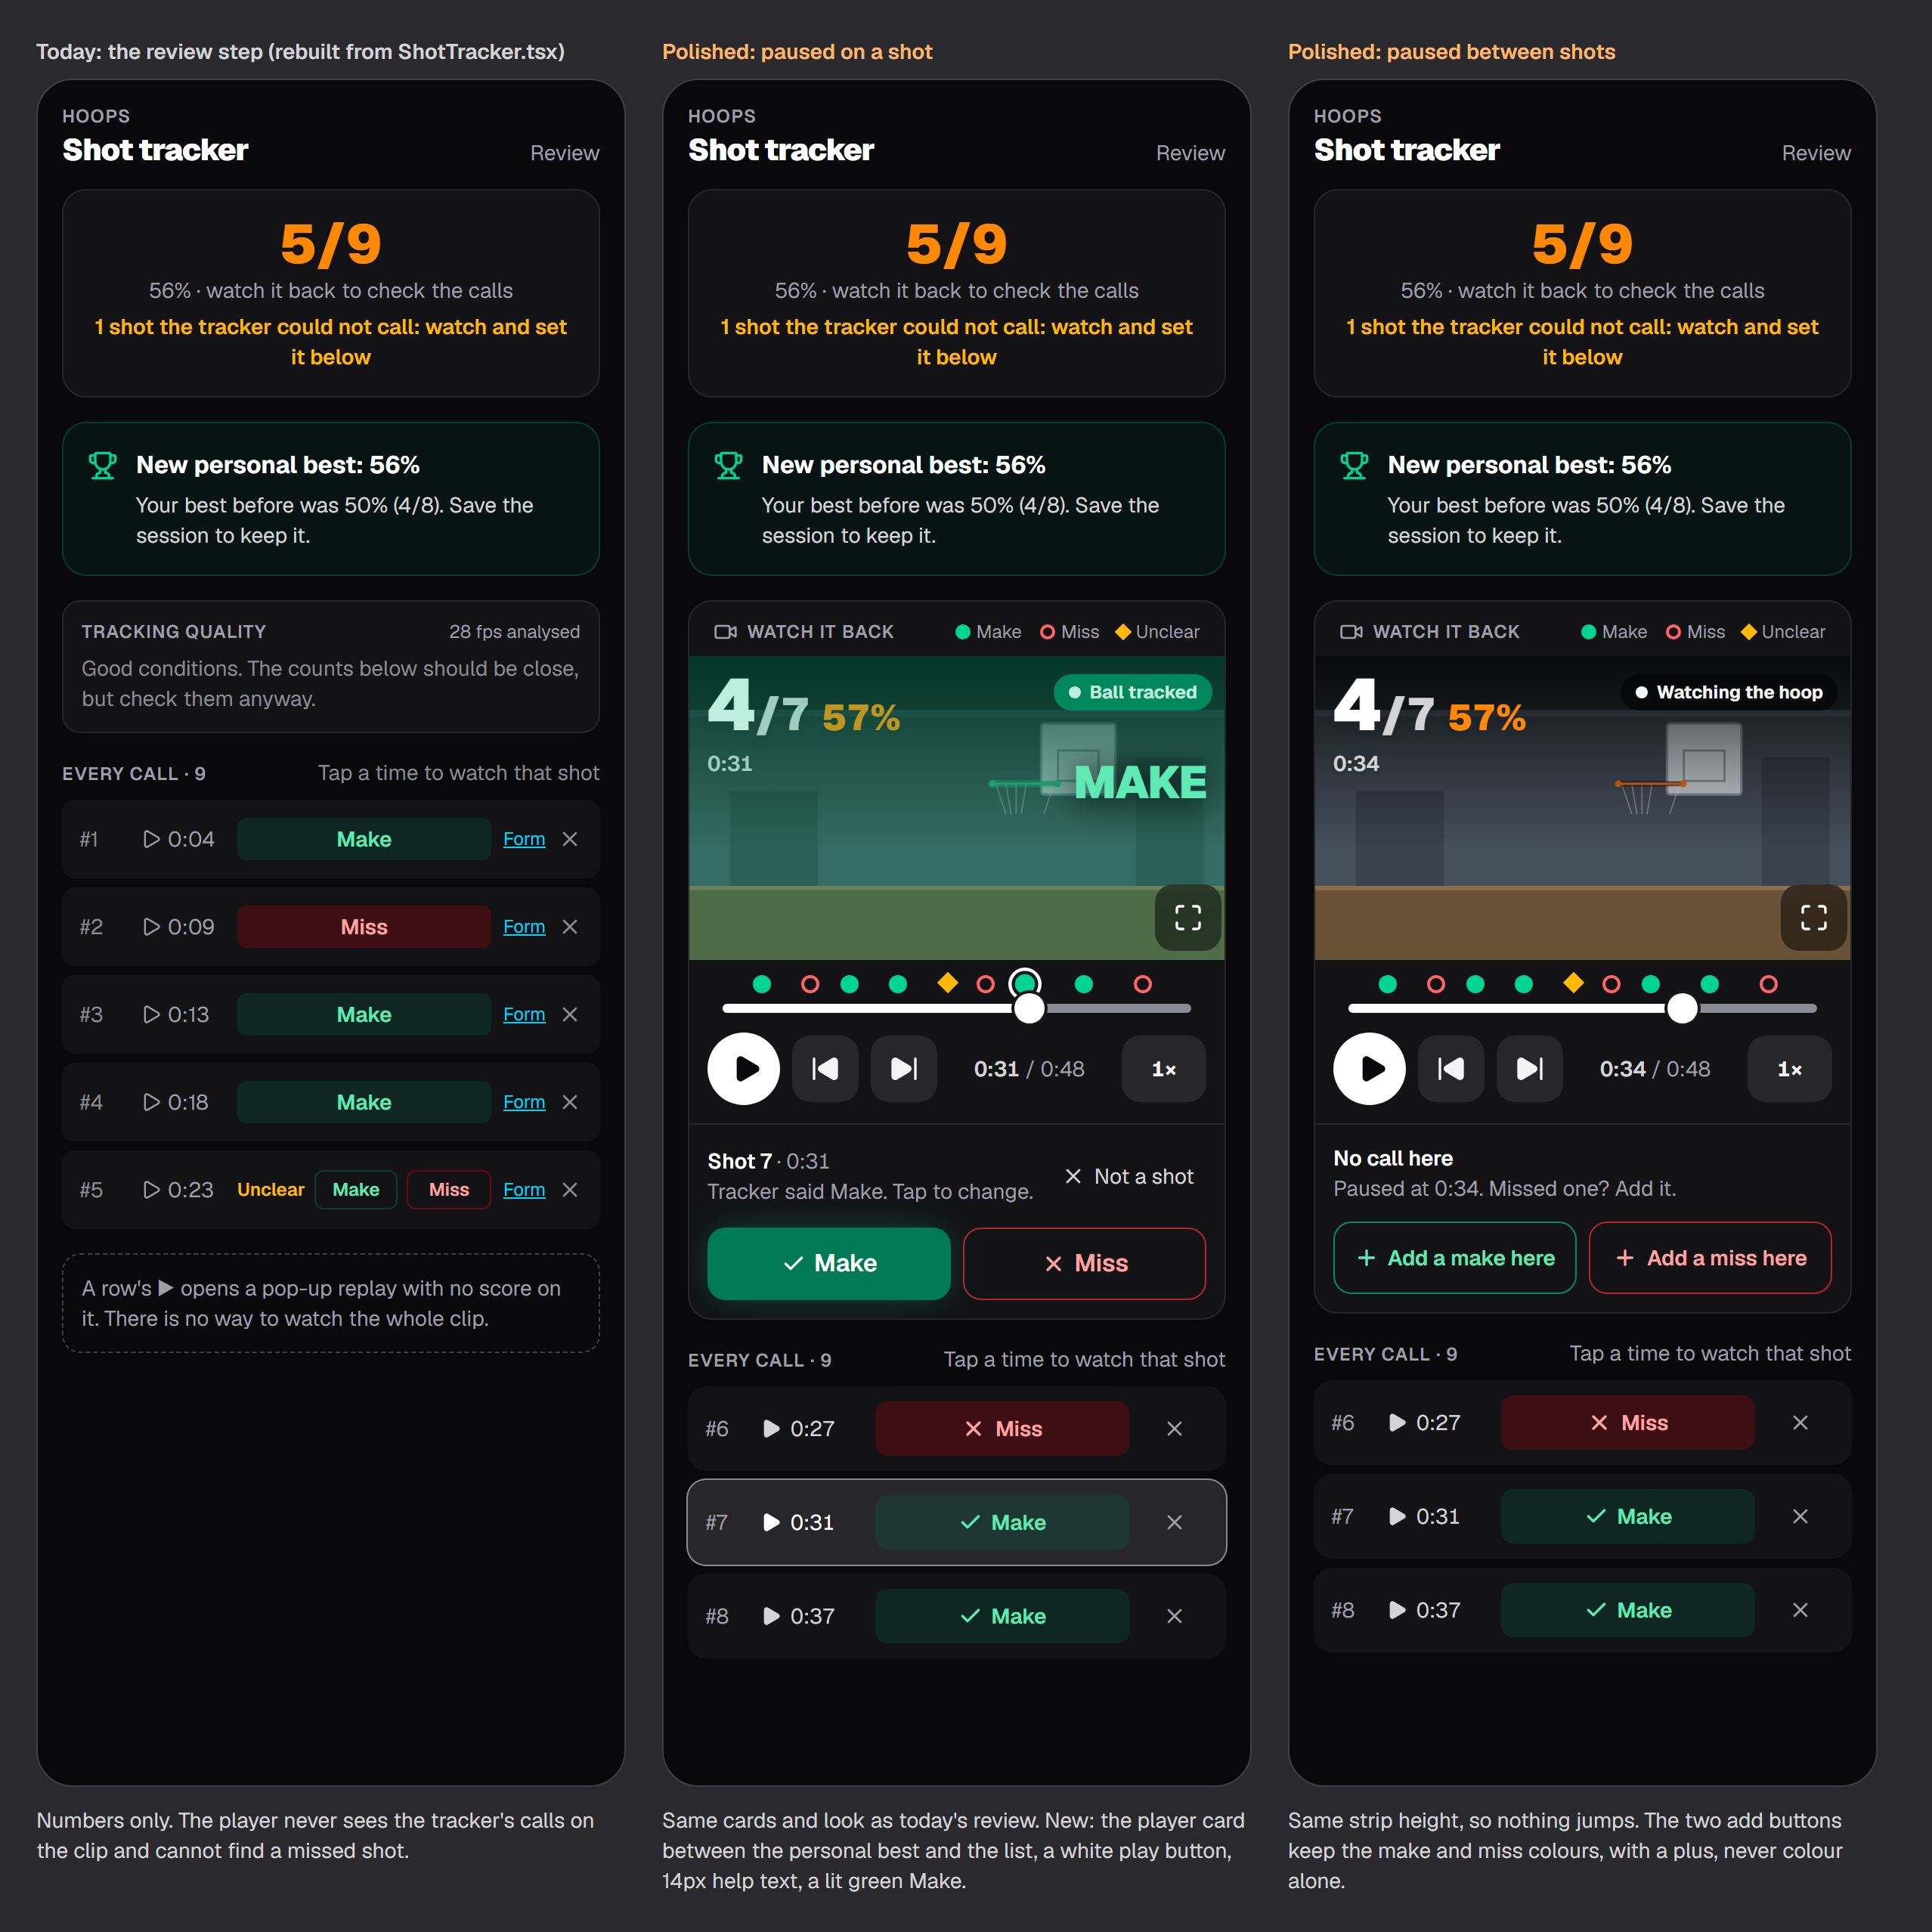 Today: the review step (rebuilt from ShotTracker.tsx)
HOOPS
Shot tracker
Review
5/9
56% · watch it back to check the calls
1 shot the tracker could not call: watch and set
it below
New personal best: 56%
Your best before was 50% (4/8). Save the
session to keep it.
TRACKING QUALITY
28 fps analysed
Good conditions. The counts below should be close,
but check them anyway.
EVERY CALL · 9
Tap a time to watch that shot
#1 0:04 Make Form
#2 0:09 Miss Form
#3 0:13 Make Form
#4 0:18 Make Form
#5 0:23 Unclear Make Miss Form
A row's ▶ opens a pop-up replay with no score on
it. There is no way to watch the whole clip.
Numbers only. The player never sees the tracker's calls on
the clip and cannot find a missed shot.
Polished: paused on a shot
HOOPS
Shot tracker
Review
5/9
56% · watch it back to check the calls
1 shot the tracker could not call: watch and set
it below
New personal best: 56%
Your best before was 50% (4/8). Save the
session to keep it.
WATCH IT BACK
Make Miss Unclear
4/7 57%
Ball tracked
0:31
MAKE
0:31 / 0:48
1×
Shot 7 · 0:31
Tracker said Make. Tap to change.
Not a shot
Make
Miss
EVERY CALL · 9
Tap a time to watch that shot
#6 0:27 Miss
#7 0:31 Make
#8 0:37 Make
Same cards and look as today's review. New: the player card
between the personal best and the list, a white play button,
14px help text, a lit green Make.
Polished: paused between shots
HOOPS
Shot tracker
Review
5/9
56% · watch it back to check the calls
1 shot the tracker could not call: watch and set
it below
New personal best: 56%
Your best before was 50% (4/8). Save the
session to keep it.
WATCH IT BACK
Make Miss Unclear
4/7 57%
Watching the hoop
0:34
0:34 / 0:48
1×
No call here
Paused at 0:34. Missed one? Add it.
Add a make here
Add a miss here
EVERY CALL · 9
Tap a time to watch that shot
#6 0:27 Miss
#7 0:31 Make
#8 0:37 Make
Same strip height, so nothing jumps. The two add buttons
keep the make and miss colours, with a plus, never colour
alone.